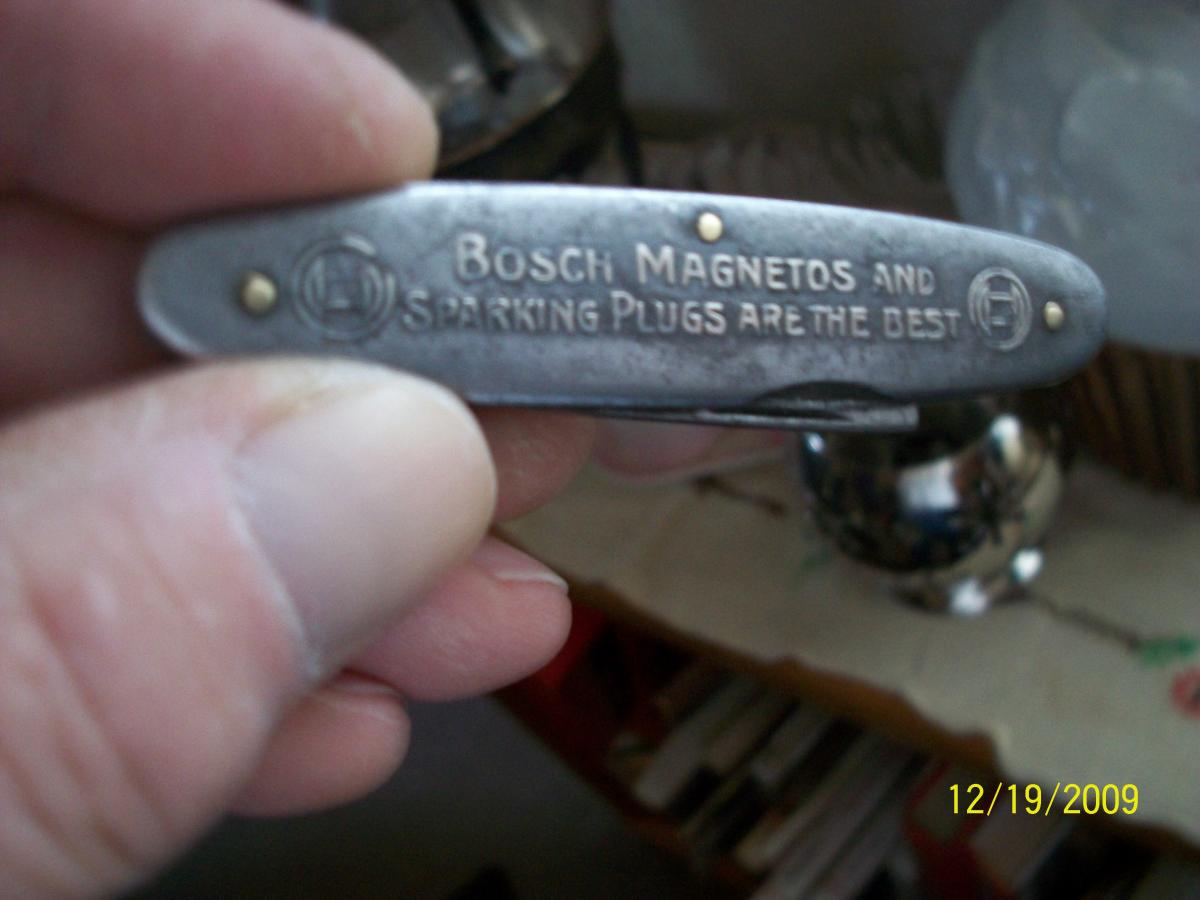 BOSCH MAGNETOS AND
SPARKING PLUGS ARE THE BEST
12/19/2009